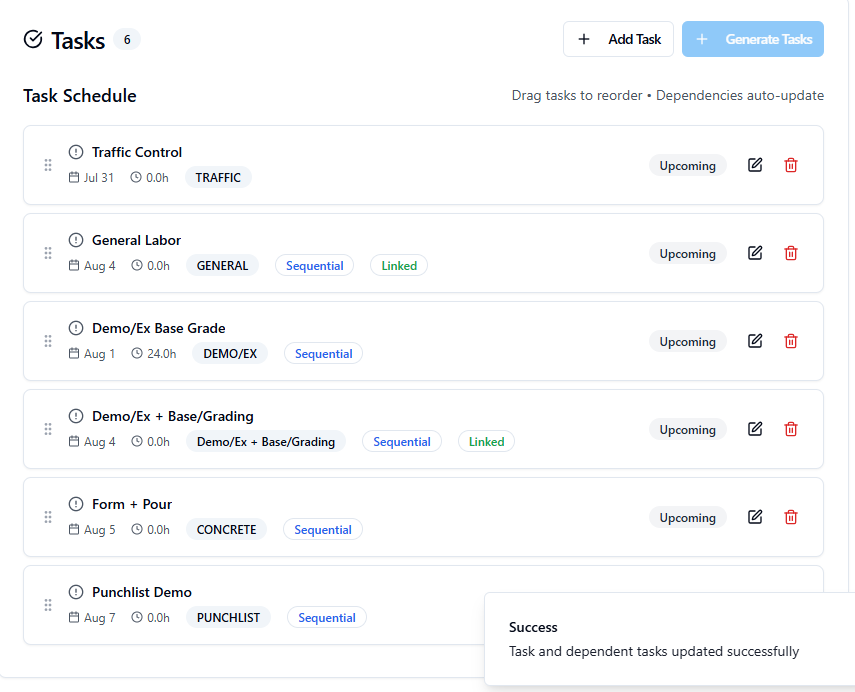 Tasks 6 Add Task Generate Tasks
Task Schedule Drag tasks to reorder • Dependencies auto-update
Traffic Control
Jul 31 0.0h TRAFFIC Upcoming
General Labor
Aug 4 0.0h GENERAL Sequential Linked Upcoming
Demo/Ex Base Grade
Aug 1 24.0h DEMO/EX Sequential Upcoming
Demo/Ex + Base/Grading
Aug 4 0.0h Demo/Ex + Base/Grading Sequential Linked Upcoming
Form + Pour
Aug 5 0.0h CONCRETE Sequential Upcoming
Punchlist Demo
Aug 7 0.0h PUNCHLIST Sequential
Success
Task and dependent tasks updated successfully